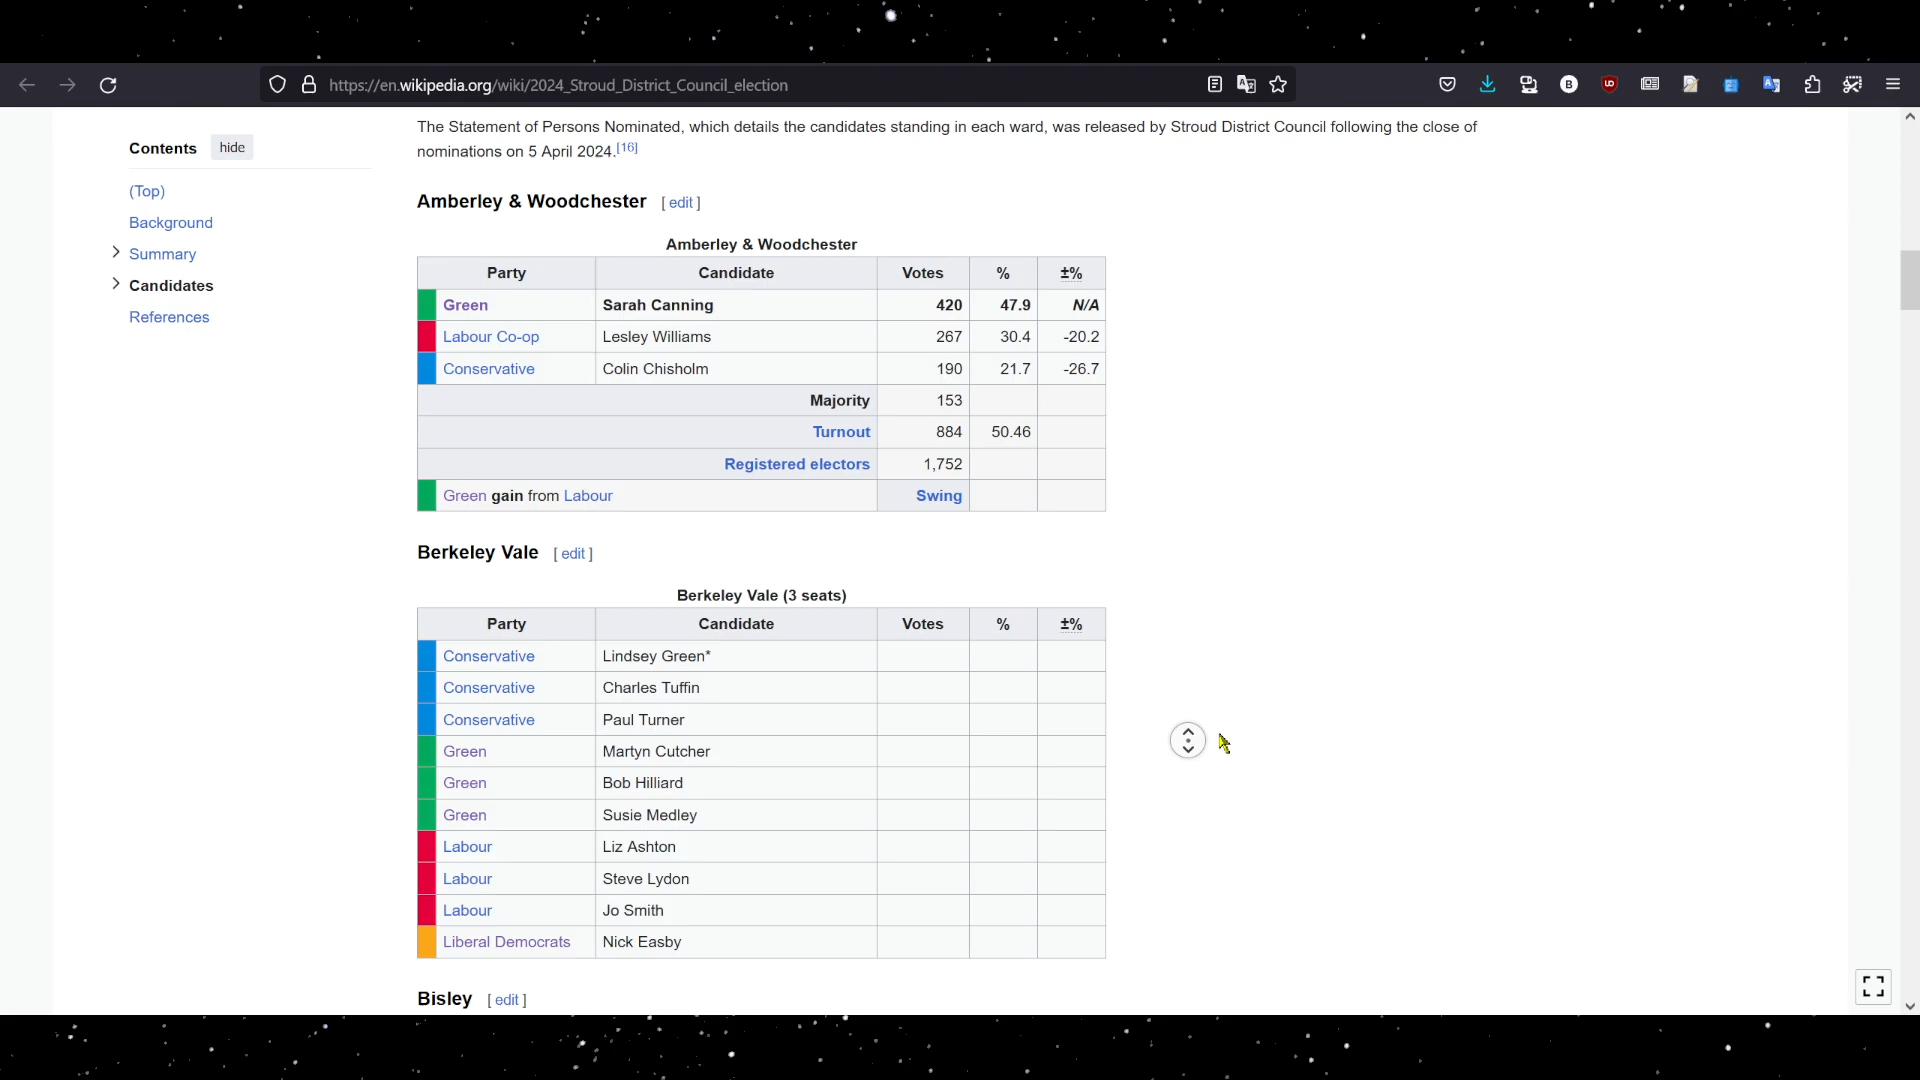 https://en.wikipedia.org/wiki/2024_Stroud_District_Council_election
Contents hide
(Top)
Background
Summary
Candidates
References
The Statement of Persons Nominated, which details the candidates standing in each ward, was released by Stroud District Council following the close of
nominations on 5 April 2024.[16]
Amberley & Woodchester [ edit ]
Amberley & Woodchester
Party Candidate Votes % ±%
Green Sarah Canning 420 47.9 N/A
Labour Co-op Lesley Williams 267 30.4 -20.2
Conservative Colin Chisholm 190 21.7 -26.7
Majority 153
Turnout 884 50.46
Registered electors 1,752
Green gain from Labour Swing
Berkeley Vale [ edit ]
Berkeley Vale (3 seats)
Party Candidate Votes % ±%
Conservative Lindsey Green*
Conservative Charles Tuffin
Conservative Paul Turner
Green Martyn Cutcher
Green Bob Hilliard
Green Susie Medley
Labour Liz Ashton
Labour Steve Lydon
Labour Jo Smith
Liberal Democrats Nick Easby
Bisley [ edit ]